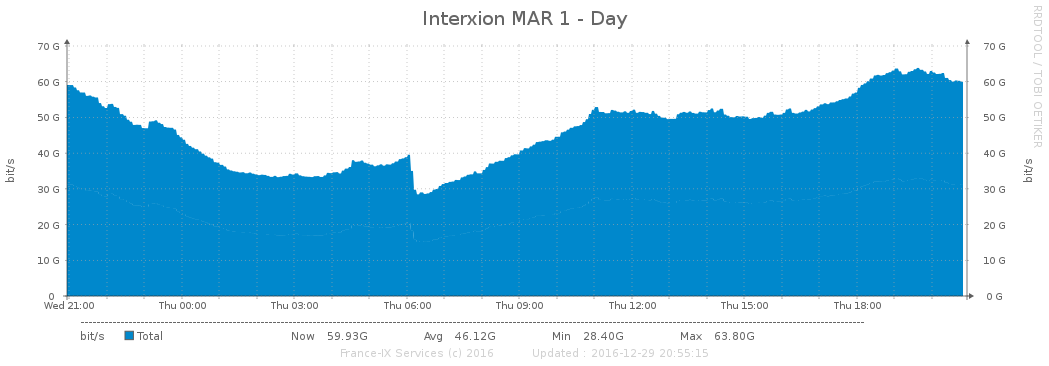 Interxion MAR 1 - Day
RRDTOOL / TOBI OETIKER
bit/s
bit/s
70 G 70 G
60 G 60 G
50 G 50 G
40 G 40 G
30 G 30 G
20 G 20 G
10 G 10 G
0 0 G
Wed 21:00 Thu 00:00 Thu 03:00 Thu 06:00 Thu 09:00 Thu 12:00 Thu 15:00 Thu 18:00
bit/s Total Now 59.93G Avg 46.12G Min 28.40G Max 63.80G
France-IX Services (c) 2016 Updated : 2016-12-29 20:55:15